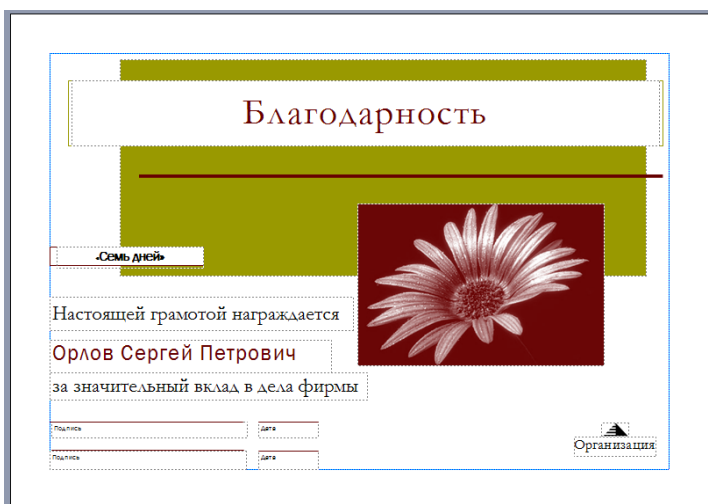 Благодарность
«Семь дней»
Настоящей грамотой награждается
Орлов Сергей Петрович
за значительный вклад в дела фирмы
Подпись Дата
Организация
Подпись Дата